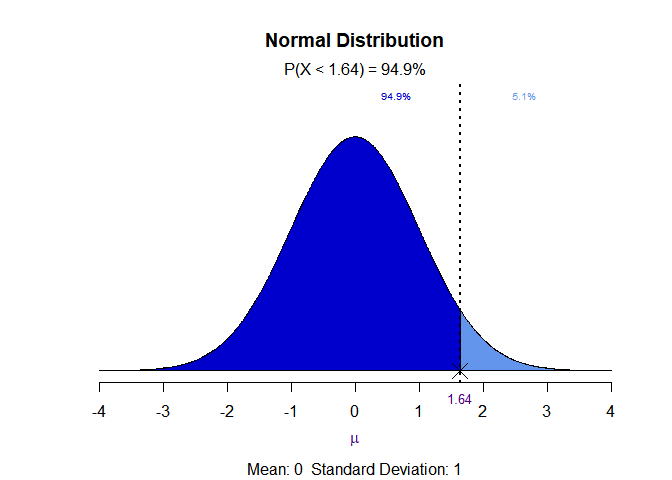 Normal Distribution
P(X < 1.64) = 94.9%
94.9% 5.1%
1.64
-4 -3 -2 -1 0 1 2 3 4
μ
Mean: 0 Standard Deviation: 1